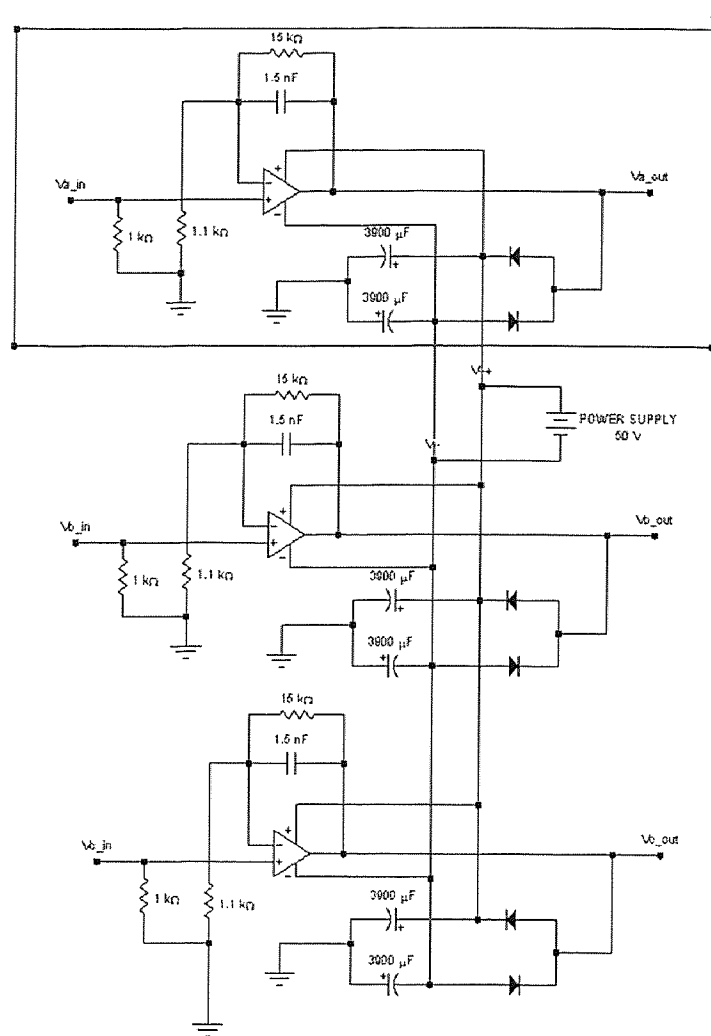 15 kΩ
1.5 nF
Va_in
Va_out
1 kΩ
1.1 kΩ
3900 µF
3900 µF
V+
15 kΩ
1.5 nF
POWER SUPPLY
50 V
V-
Vb_in
Vb_out
1 kΩ
1.1 kΩ
3900 µF
3900 µF
15 kΩ
1.5 nF
Vc_in
Vc_out
1 kΩ
1.1 kΩ
3900 µF
3900 µF